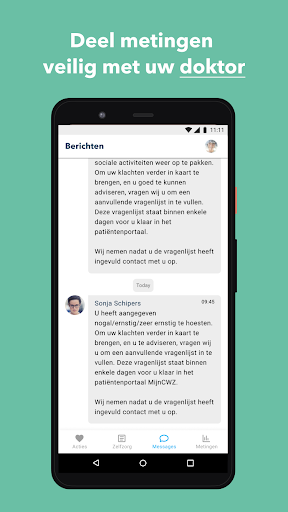 Deel metingen
veilig met uw doktor
11:11
Berichten
sociale activiteiten weer op te pakken.
Om uw klachten verder in kaart te
brengen, en u goed te kunnen
adviseren, vragen wij u om een
aanvullende vragenlijst in te vullen.
Deze vragenlijst staat binnen enkele
dagen voor u klaar in het
patiëntenportaal.
Wij nemen nadat u de vragenlijst heeft
ingevuld contact met u op.
Today
Sonja Schipers 09:45
U heeft aangegeven
nogal/ernstig/zeer ernstig te hoesten.
Om uw klachten verder in kaart te
brengen, en u te adviseren, vragen wij
u om een aanvullende vragenlijst in te
vullen. Deze vragenlijst staat binnen
enkele dagen voor u klaar in het
patiëntenportaal MijnCWZ.
Wij nemen nadat u de vragenlijst heeft
ingevuld contact met u op.
Acties Zelfzorg Messages Metingen